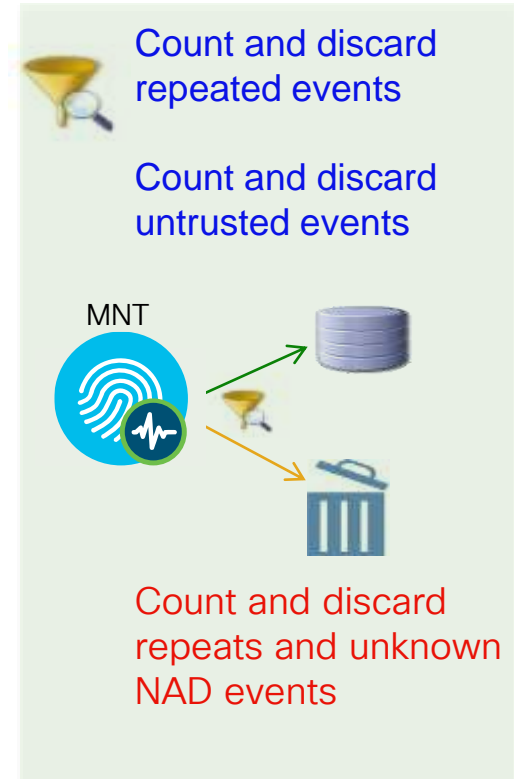 Count and discard
repeated events
Count and discard
untrusted events
MNT
Count and discard
repeats and unknown
NAD events